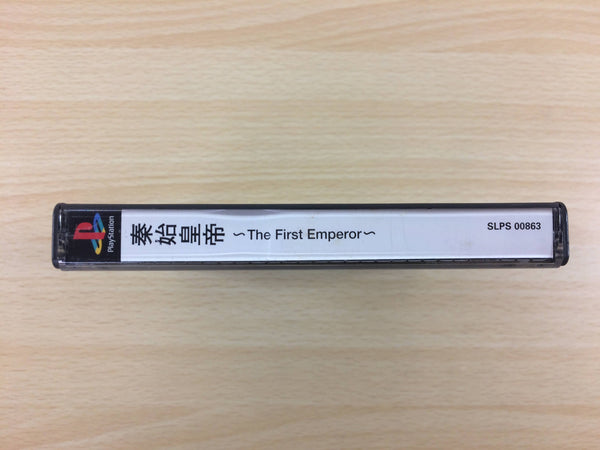 PlayStation
秦始皇帝 ～The First Emperor～
SLPS 00863